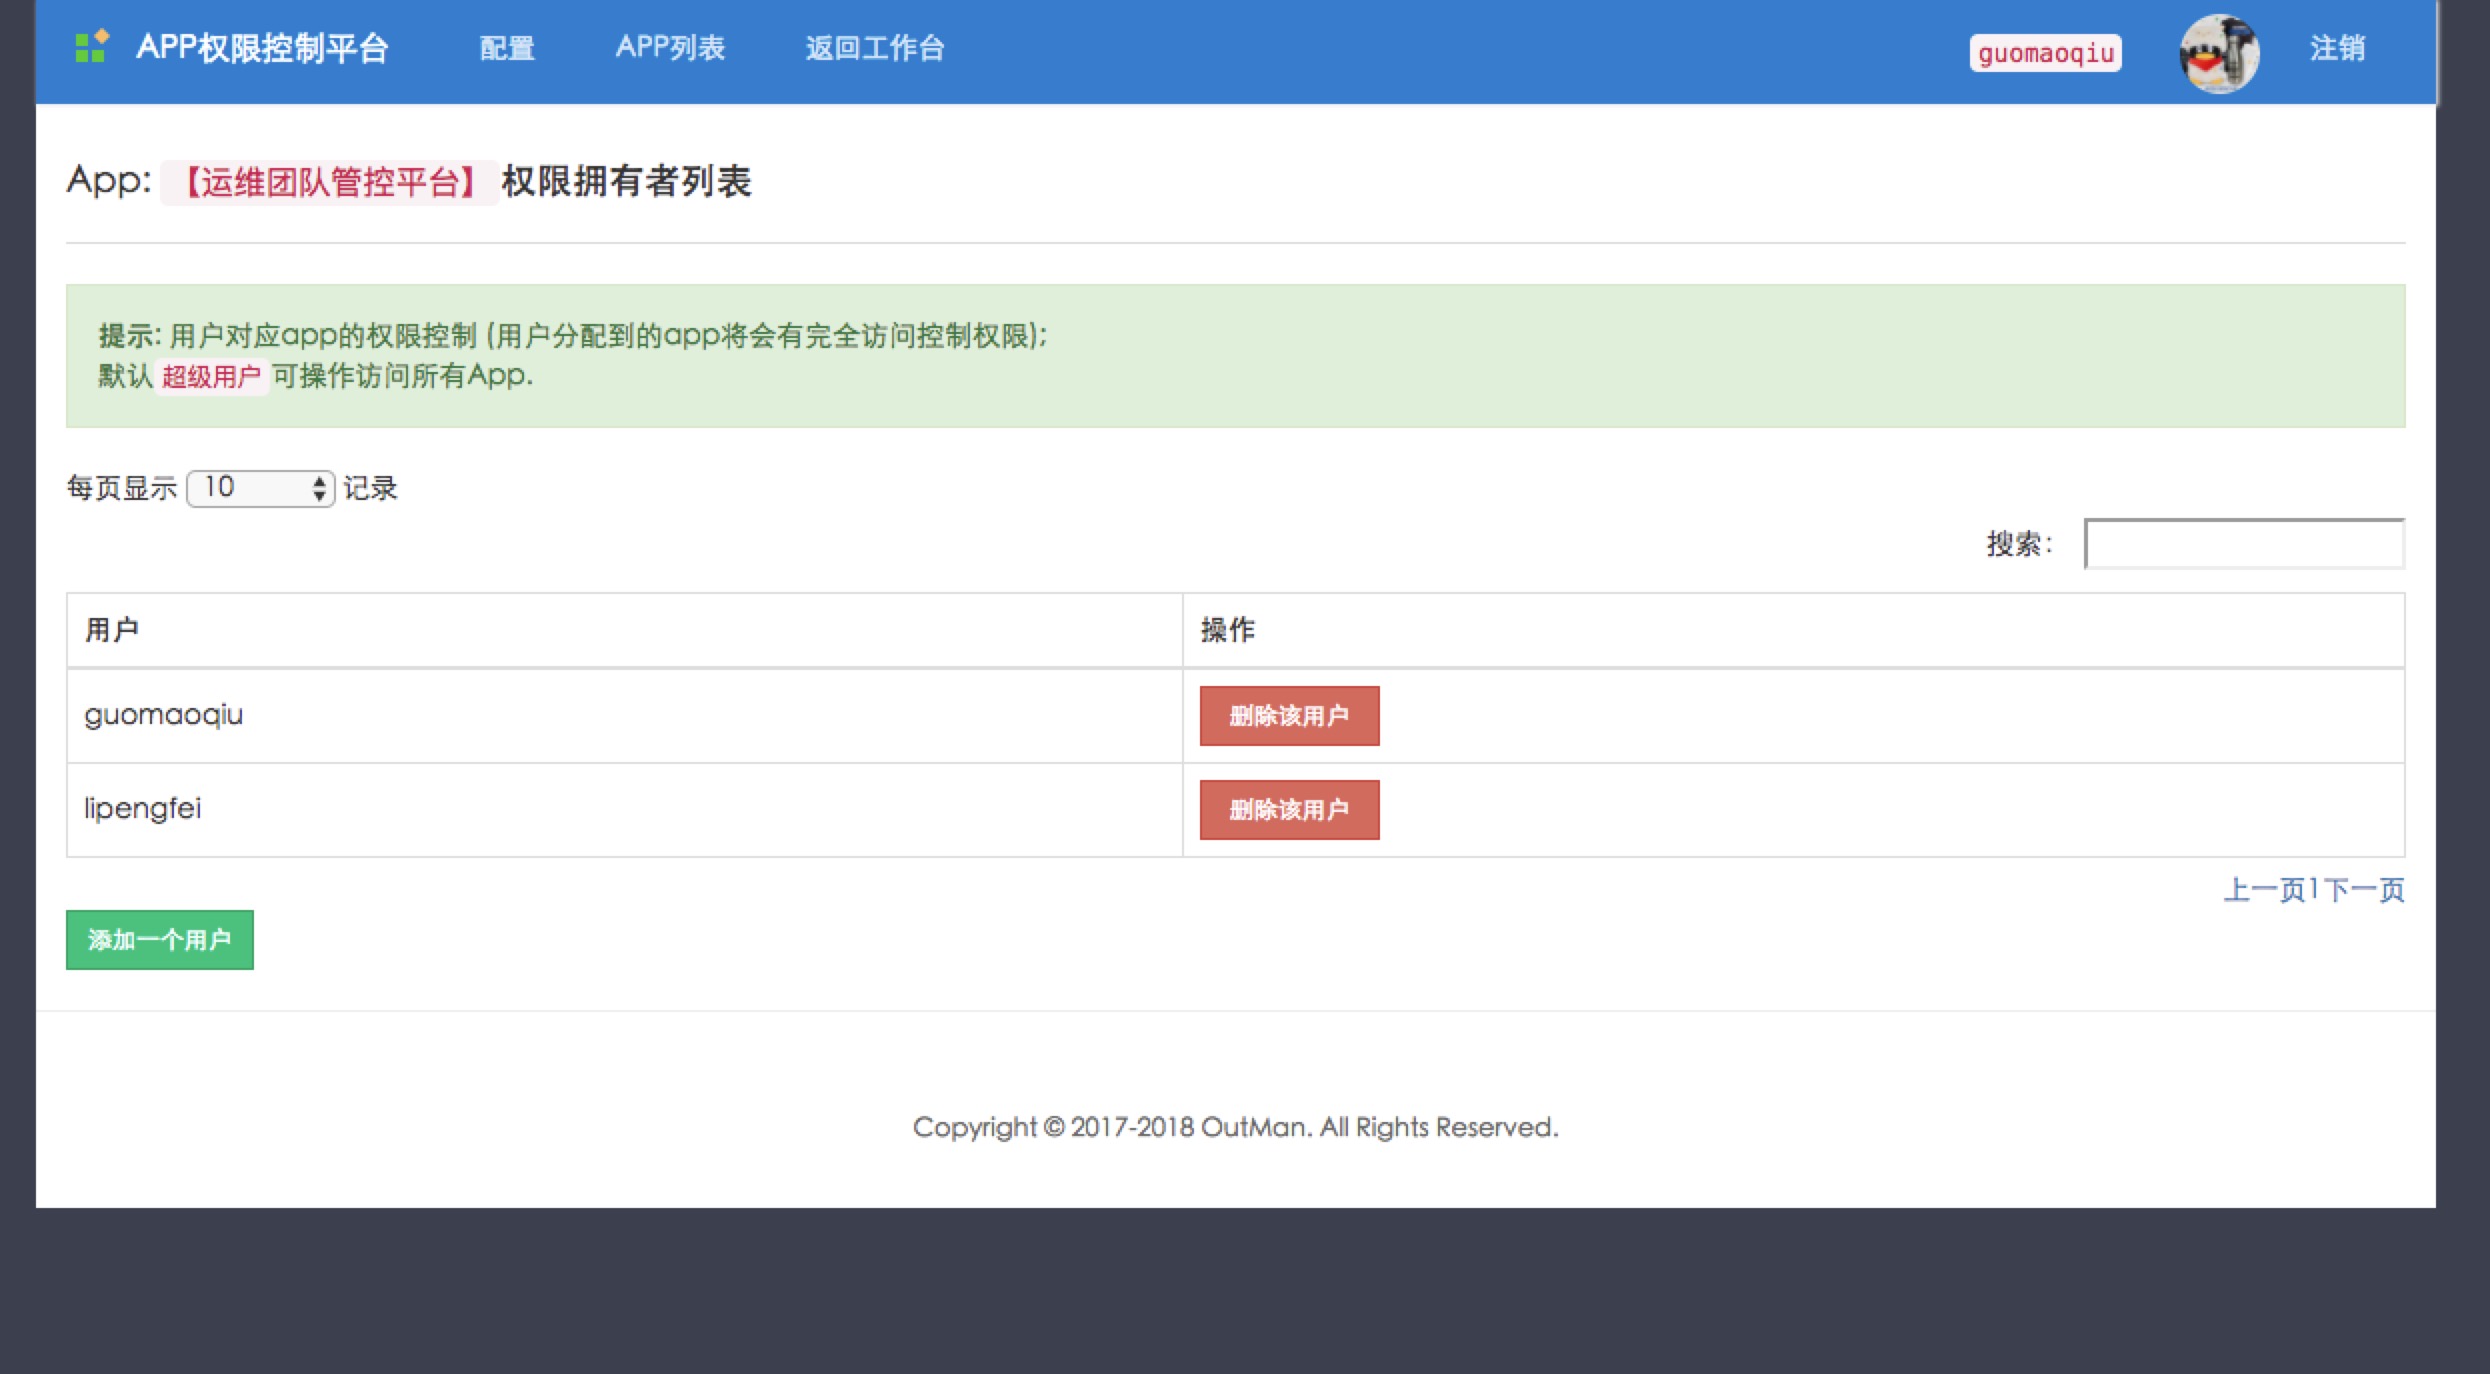 APP权限控制平台 配置 APP列表 返回工作台 guomaoqiu 注销
App: 【运维团队管控平台】 权限拥有者列表
提示: 用户对应app的权限控制 (用户分配到的app将会有完全访问控制权限);
默认 超级用户 可操作访问所有App.
每页显示 10 记录
搜索:
用户 操作
guomaoqiu 删除该用户
lipengfei 删除该用户
上一页1下一页
添加一个用户
Copyright © 2017-2018 OutMan. All Rights Reserved.